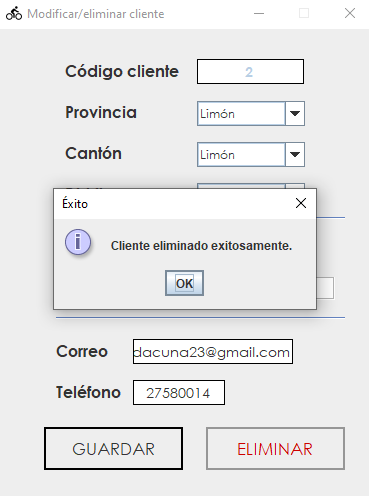 Modificar/eliminar cliente
Código cliente 2
Provincia Limón
Cantón Limón
Éxito
Cliente eliminado exitosamente.
OK
Correo dacuna23@gmail.com
Teléfono 27580014
GUARDAR ELIMINAR